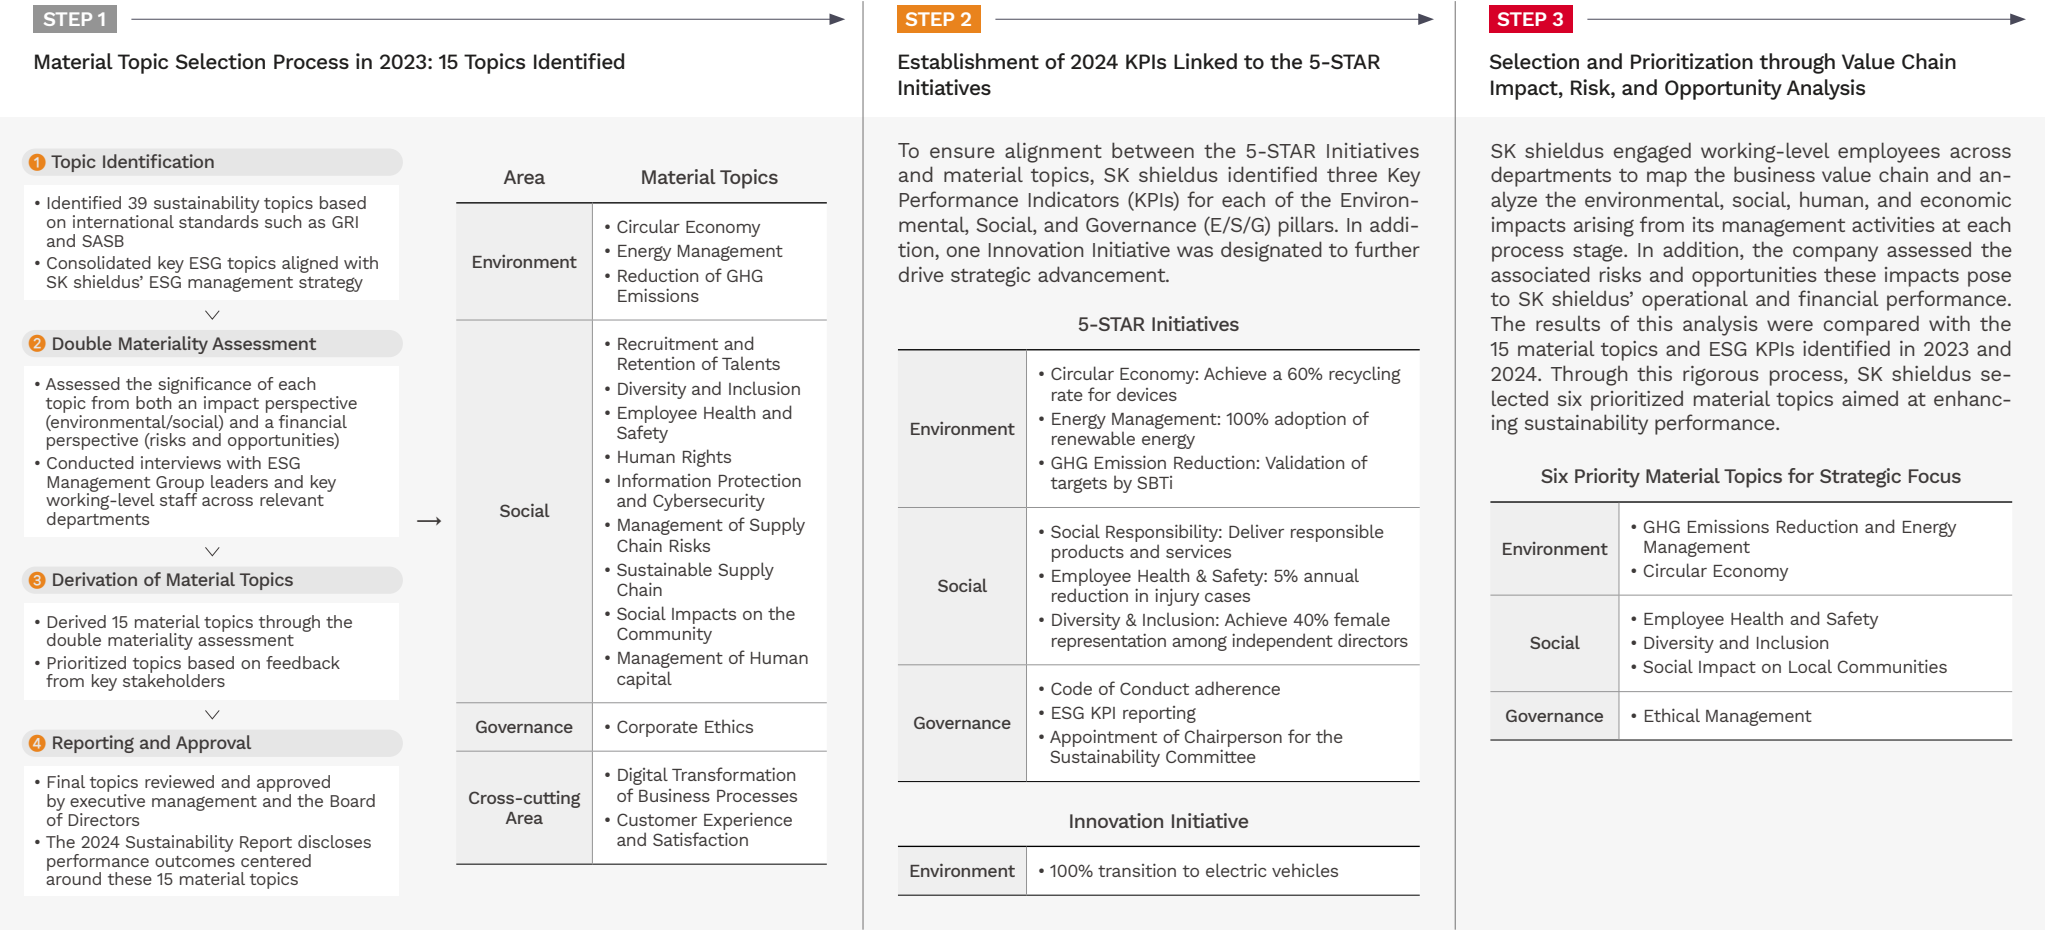 STEP 1
Material Topic Selection Process in 2023: 15 Topics Identified
1 Topic Identification
• Identified 39 sustainability topics based
on international standards such as GRI
and SASB
• Consolidated key ESG topics aligned with
SK shieldus’ ESG management strategy
2 Double Materiality Assessment
• Assessed the significance of each
topic from both an impact perspective
(environmental/social) and a financial
perspective (risks and opportunities)
• Conducted interviews with ESG
Management Group leaders and key
working-level staff across relevant
departments
3 Derivation of Material Topics
• Derived 15 material topics through the
double materiality assessment
• Prioritized topics based on feedback
from key stakeholders
4 Reporting and Approval
• Final topics reviewed and approved
by executive management and the Board
of Directors
• The 2024 Sustainability Report discloses
performance outcomes centered
around these 15 material topics
→
Area Material Topics
Environment
• Circular Economy
• Energy Management
• Reduction of GHG
Emissions
Social
• Recruitment and
Retention of Talents
• Diversity and Inclusion
• Employee Health and
Safety
• Human Rights
• Information Protection
and Cybersecurity
• Management of Supply
Chain Risks
• Sustainable Supply
Chain
• Social Impacts on the
Community
• Management of Human
capital
Governance
• Corporate Ethics
Cross-cutting
Area
• Digital Transformation
of Business Processes
• Customer Experience
and Satisfaction
STEP 2
Establishment of 2024 KPIs Linked to the 5-STAR
Initiatives
To ensure alignment between the 5-STAR Initiatives
and material topics, SK shieldus identified three Key
Performance Indicators (KPIs) for each of the Environ-
mental, Social, and Governance (E/S/G) pillars. In addi-
tion, one Innovation Initiative was designated to further
drive strategic advancement.
5-STAR Initiatives
Environment
• Circular Economy: Achieve a 60% recycling
rate for devices
• Energy Management: 100% adoption of
renewable energy
• GHG Emission Reduction: Validation of
targets by SBTi
Social
• Social Responsibility: Deliver responsible
products and services
• Employee Health & Safety: 5% annual
reduction in injury cases
• Diversity & Inclusion: Achieve 40% female
representation among independent directors
Governance
• Code of Conduct adherence
• ESG KPI reporting
• Appointment of Chairperson for the
Sustainability Committee
Innovation Initiative
Environment
• 100% transition to electric vehicles
STEP 3
Selection and Prioritization through Value Chain
Impact, Risk, and Opportunity Analysis
SK shieldus engaged working-level employees across
departments to map the business value chain and an-
alyze the environmental, social, human, and economic
impacts arising from its management activities at each
process stage. In addition, the company assessed the
associated risks and opportunities these impacts pose
to SK shieldus’ operational and financial performance.
The results of this analysis were compared with the
15 material topics and ESG KPIs identified in 2023 and
2024. Through this rigorous process, SK shieldus se-
lected six prioritized material topics aimed at enhanc-
ing sustainability performance.
Six Priority Material Topics for Strategic Focus
Environment
• GHG Emissions Reduction and Energy
Management
• Circular Economy
Social
• Employee Health and Safety
• Diversity and Inclusion
• Social Impact on Local Communities
Governance
• Ethical Management